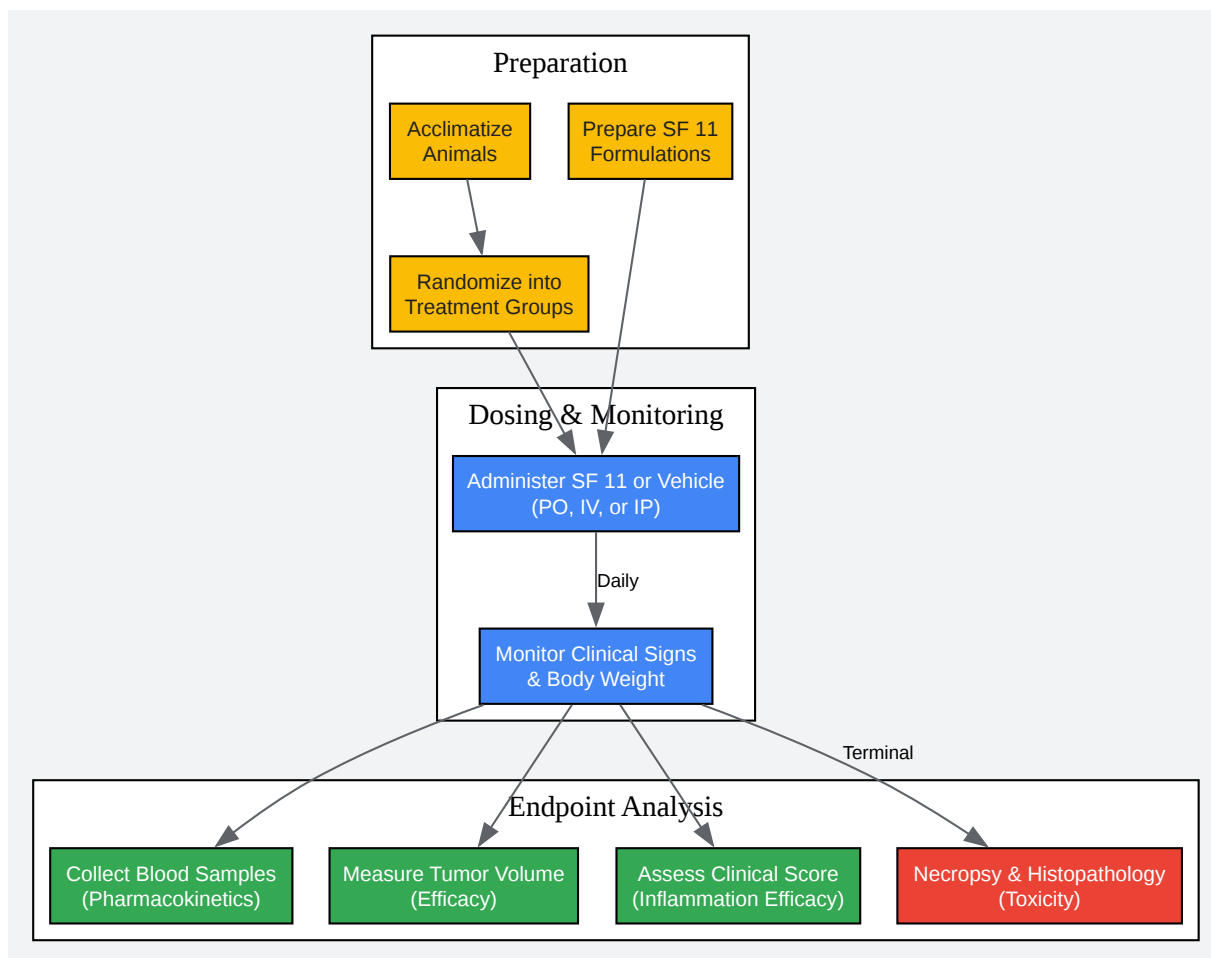 Preparation
Acclimatize
Animals
Prepare SF 11
Formulations
Randomize into
Treatment Groups
Dosing & Monitoring
Administer SF 11 or Vehicle
(PO, IV, or IP)
Daily
Monitor Clinical Signs
& Body Weight
Terminal
Endpoint Analysis
Collect Blood Samples
(Pharmacokinetics)
Measure Tumor Volume
(Efficacy)
Assess Clinical Score
(Inflammation Efficacy)
Necropsy & Histopathology
(Toxicity)